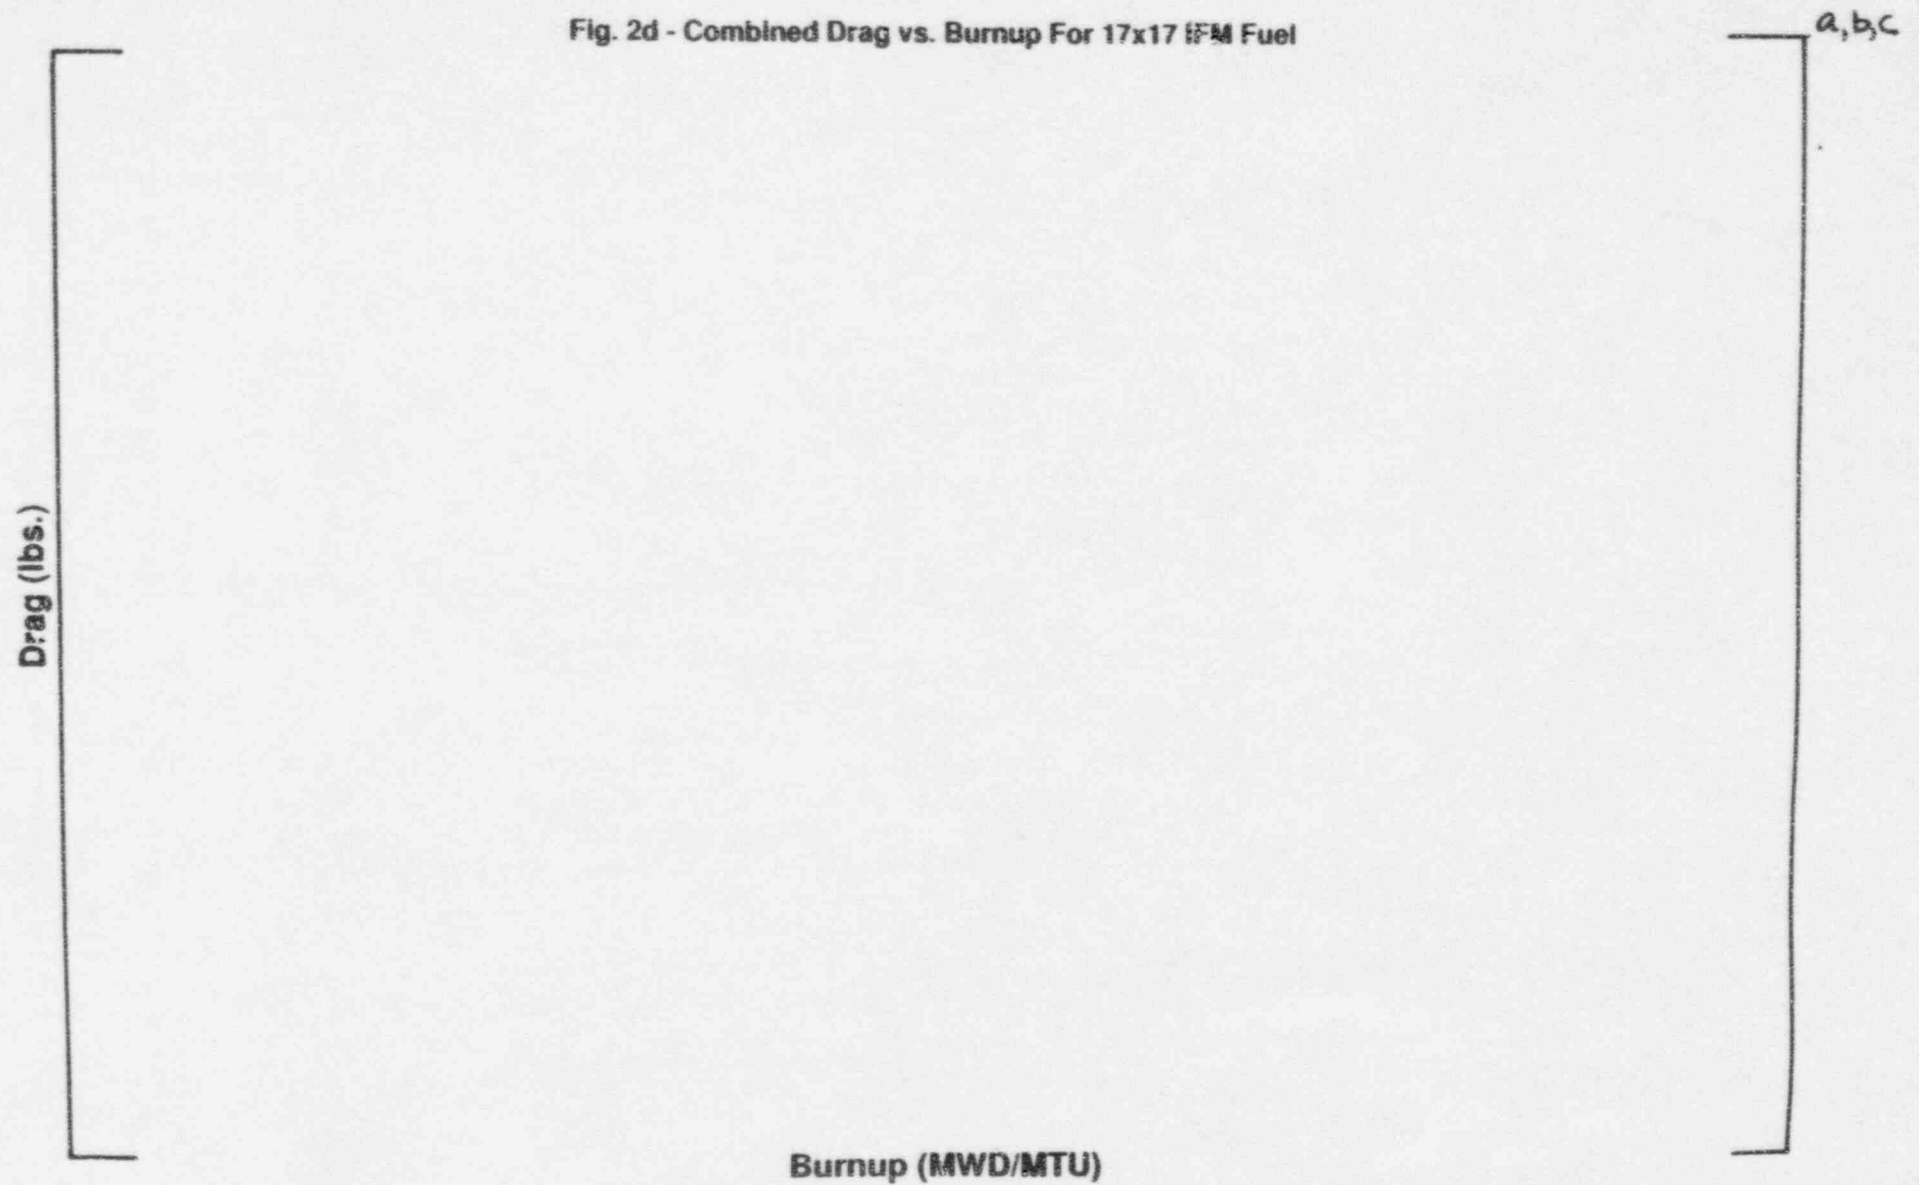 Fig. 2d - Combined Drag vs. Burnup For 17x17 IFM Fuel
a,b,c
Drag (lbs.)
Burnup (MWD/MTU)